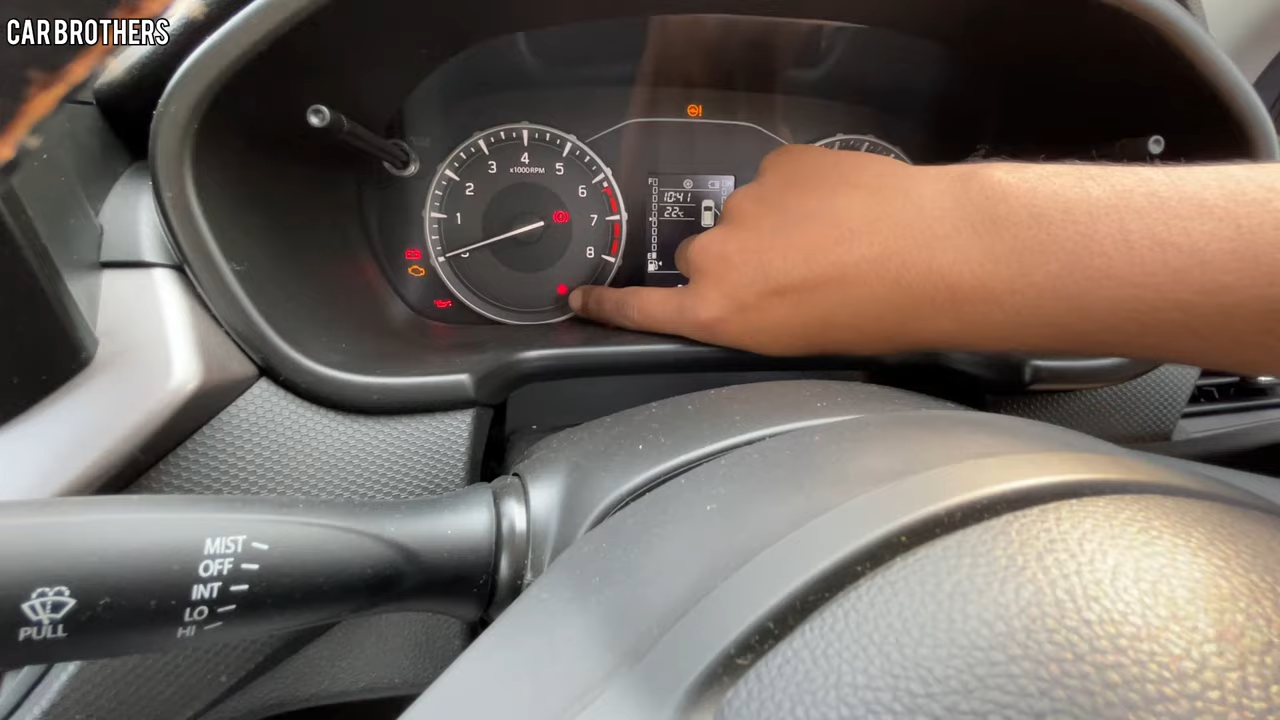 CAR BROTHERS
1 2 3 4 5 6 7 8
x1000RPM
F
10:41
22°C
E
MIST
OFF
INT
LO
HI
PULL